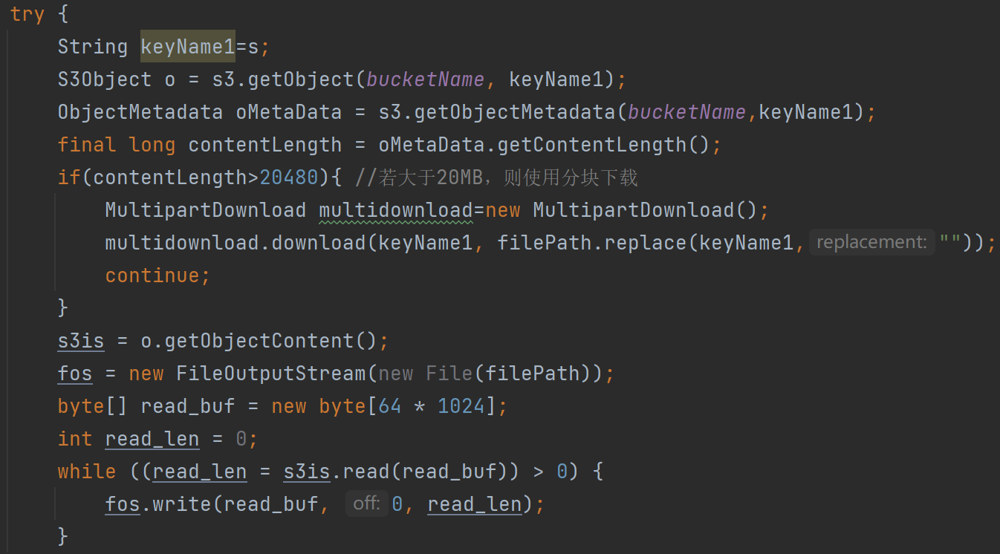 try {
String keyName1=s;
S3Object o = s3.getObject(bucketName, keyName1);
ObjectMetadata oMetaData = s3.getObjectMetadata(bucketName,keyName1);
final long contentLength = oMetaData.getContentLength();
if(contentLength>20480){ //若大于20MB，则使用分块下载
MultipartDownload multidownload=new MultipartDownload();
multidownload.download(keyName1, filePath.replace(keyName1, replacement: ""));
continue;
}
s3is = o.getObjectContent();
fos = new FileOutputStream(new File(filePath));
byte[] read_buf = new byte[64 * 1024];
int read_len = 0;
while ((read_len = s3is.read(read_buf)) > 0) {
fos.write(read_buf, off: 0, read_len);
}